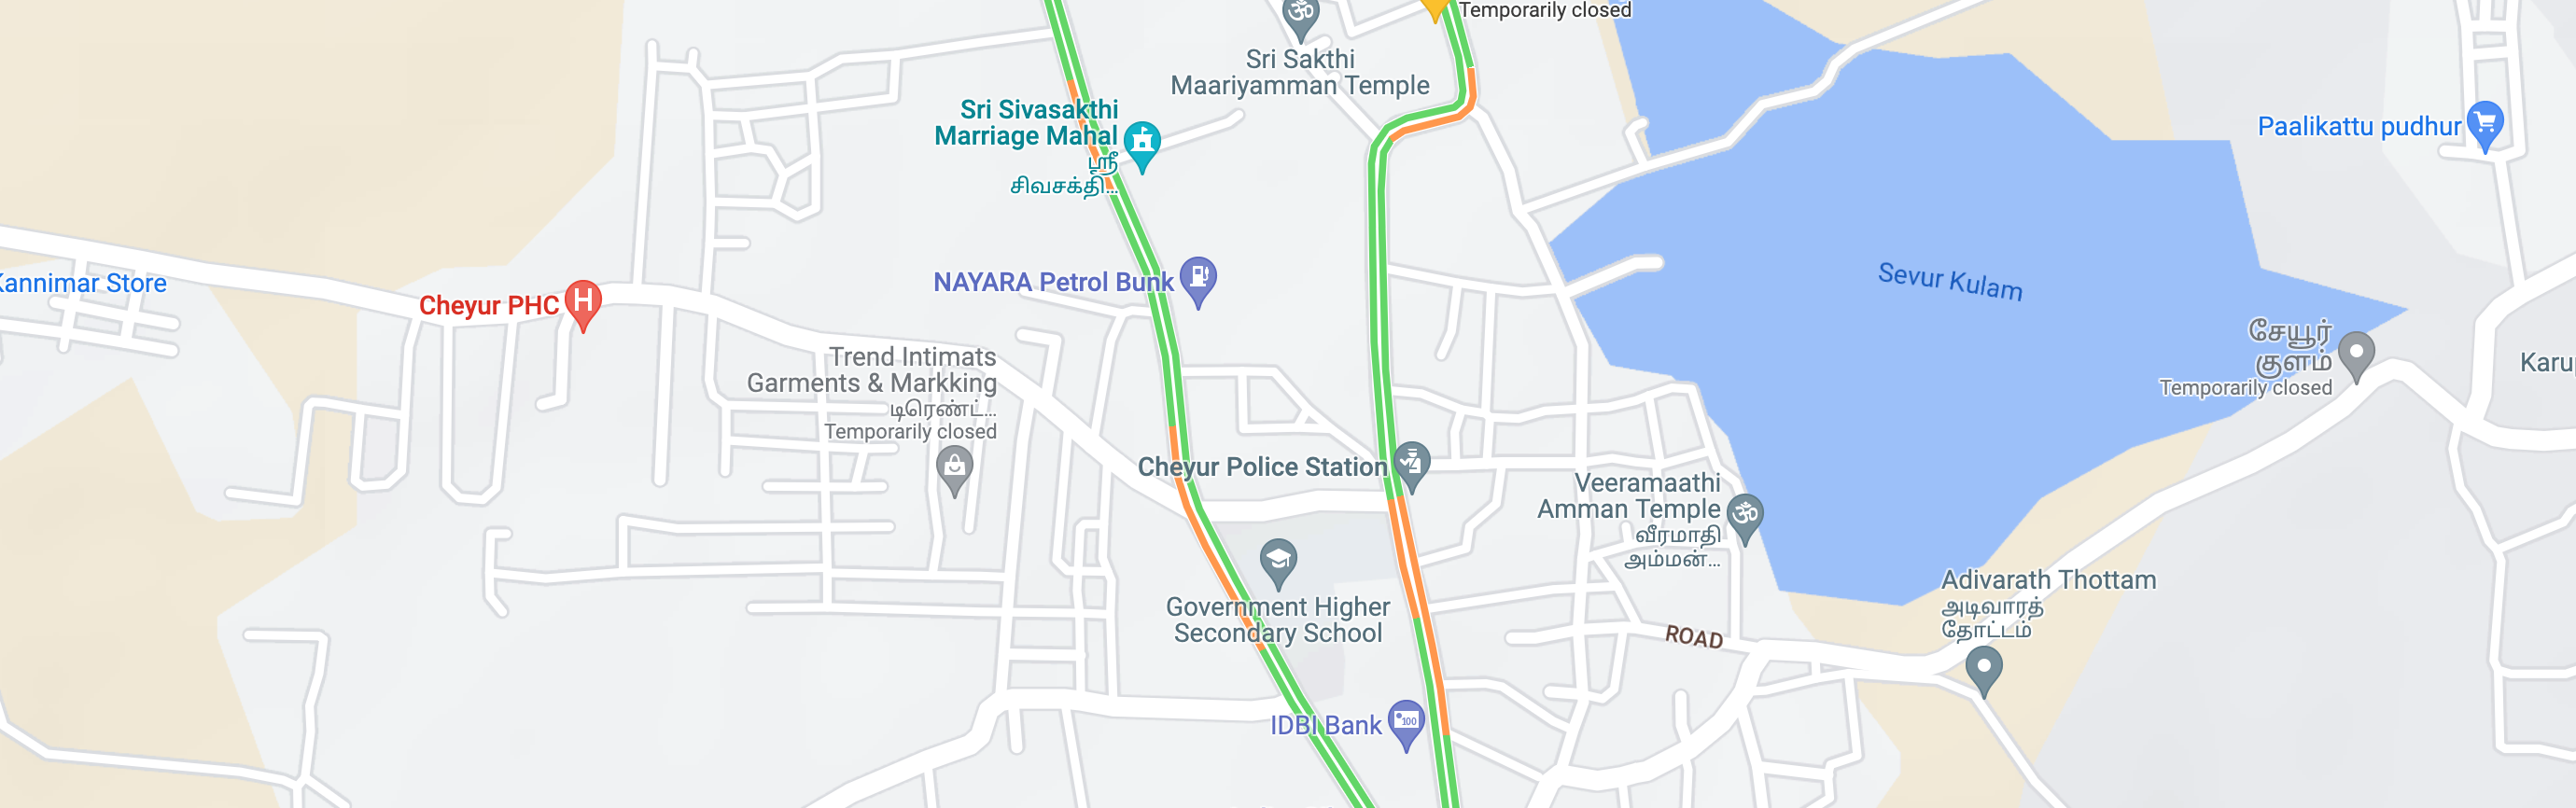 Temporarily closed
Sri Sakthi
Maariyamman Temple
Sri Sivasakthi
Marriage Mahal
ஸ்ரீ
சிவசக்தி...
Paalikattu pudhur
Kannimar Store
Cheyur PHC
H
NAYARA Petrol Bunk
Sevur Kulam
சேயூர்
குளம்
Temporarily closed
Karup
Trend Intimats
Garments & Markking
டிரெண்ட்...
Temporarily closed
Cheyur Police Station
Veeramaathi
Amman Temple
வீரமாதி
அம்மன்...
Government Higher
Secondary School
Adivarath Thottam
அடிவாரத்
தோட்டம்
ROAD
IDBI Bank
100